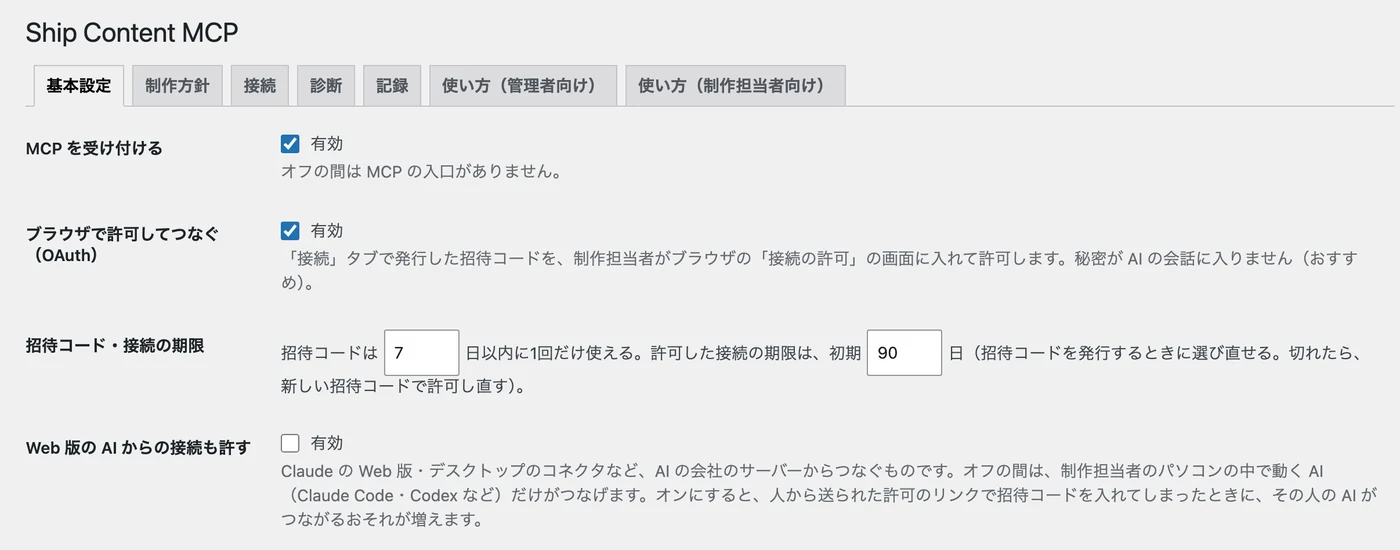 Ship Content MCP
基本設定 制作方針 接続 診断 記録 使い方（管理者向け） 使い方（制作担当者向け）
MCP を受け付ける
有効
オフの間は MCP の入口がありません。
ブラウザで許可してつなぐ
（OAuth）
有効
「接続」タブで発行した招待コードを、制作担当者がブラウザの「接続の許可」の画面に入れて許可します。秘密が AI の会話に入りません（おすす
め）。
招待コード・接続の期限
招待コードは 7 日以内に1回だけ使える。許可した接続の期限は、初期 90 日（招待コードを発行するときに選び直せる。切れたら、
新しい招待コードで許可し直す）。
Web 版の AI からの接続も許す
有効
Claude の Web 版・デスクトップのコネクタなど、AI の会社のサーバーからつなぐものです。オフの間は、制作担当者のパソコンの中で動く AI
（Claude Code・Codex など）だけがつなげます。オンにすると、人から送られた許可のリンクで招待コードを入れてしまったときに、その人の AI が
つながるおそれが増えます。